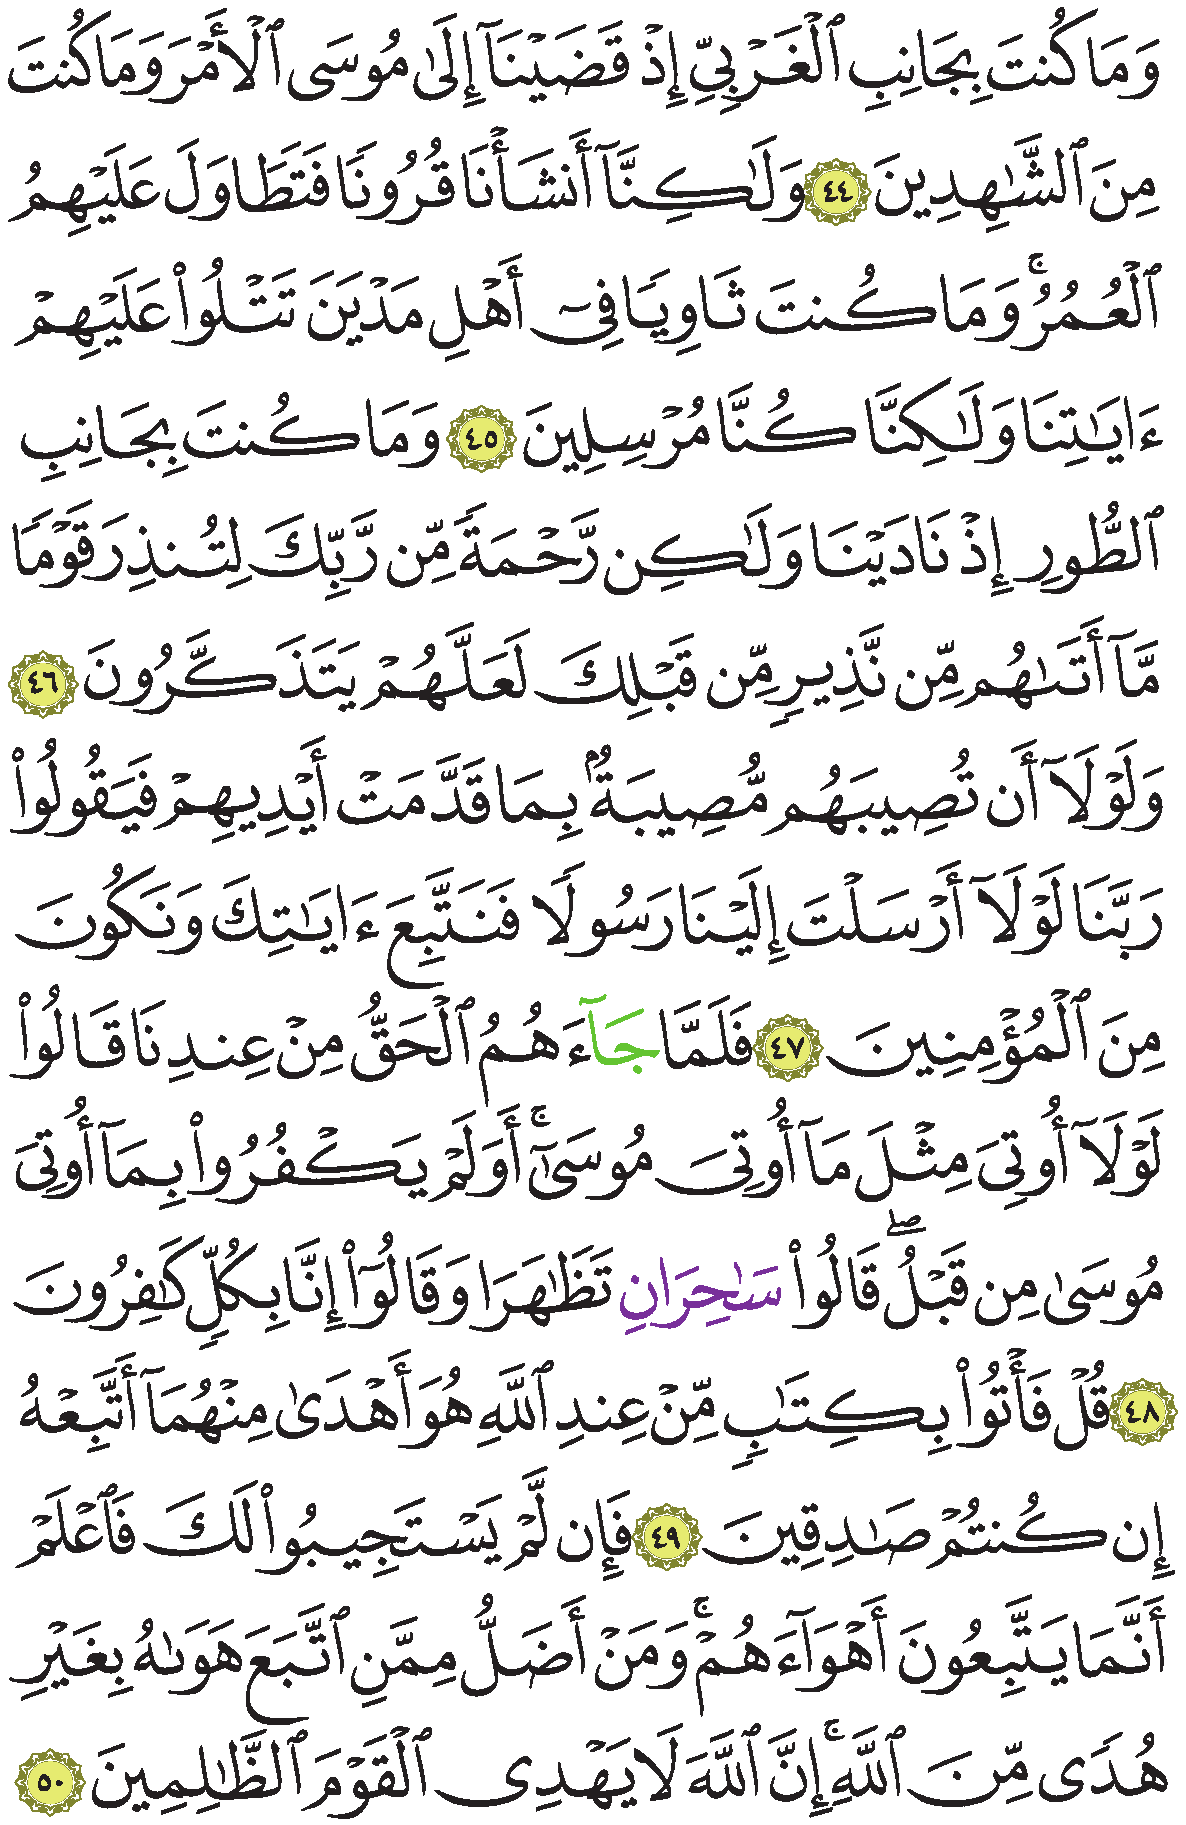 وَمَا كُنتَ بِجَانِبِ ٱلْغَرْبِيِّ إِذْ قَضَيْنَآ إِلَىٰ مُوسَى ٱلْأَمْرَ وَمَا كُنتَ
مِنَ ٱلشَّٰهِدِينَ ٤٤ وَلَٰكِنَّآ أَنشَأْنَا قُرُونًا فَتَطَاوَلَ عَلَيْهِمُ
ٱلْعُمُرُ ۚ وَمَا كُنتَ ثَاوِيًا فِىٓ أَهْلِ مَدْيَنَ تَتْلُوا۟ عَلَيْهِمْ
ءَايَٰتِنَا وَلَٰكِنَّا كُنَّا مُرْسِلِينَ ٤٥ وَمَا كُنتَ بِجَانِبِ
ٱلطُّورِ إِذْ نَادَيْنَا وَلَٰكِن رَّحْمَةً مِّن رَّبِّكَ لِتُنذِرَ قَوْمًا
مَّآ أَتَىٰهُم مِّن نَّذِيرٍ مِّن قَبْلِكَ لَعَلَّهُمْ يَتَذَكَّرُونَ ٤٦
وَلَوْلَآ أَن تُصِيبَهُم مُّصِيبَةٌۢ بِمَا قَدَّمَتْ أَيْدِيهِمْ فَيَقُولُوا۟
رَبَّنَا لَوْلَآ أَرْسَلْتَ إِلَيْنَا رَسُولًا فَنَتَّبِعَ ءَايَٰتِكَ وَنَكُونَ
مِنَ ٱلْمُؤْمِنِينَ ٤٧ فَلَمَّا جَآءَهُمُ ٱلْحَقُّ مِنْ عِندِنَا قَالُوا۟
لَوْلَآ أُوتِىَ مِثْلَ مَآ أُوتِىَ مُوسَىٰٓ ۚ أَوَلَمْ يَكْفُرُوا۟ بِمَآ أُوتِىَ
مُوسَىٰ مِن قَبْلُ ۖ قَالُوا۟ سَٰحِرَانِ تَظَٰهَرَا وَقَالُوٓا۟ إِنَّا بِكُلٍّ كَٰفِرُونَ
٤٨ قُلْ فَأْتُوا۟ بِكِتَٰبٍ مِّنْ عِندِ ٱللَّهِ هُوَ أَهْدَىٰ مِنْهُمَآ أَتَّبِعْهُ
إِن كُنتُمْ صَٰدِقِينَ ٤٩ فَإِن لَّمْ يَسْتَجِيبُوا۟ لَكَ فَٱعْلَمْ
أَنَّمَا يَتَّبِعُونَ أَهْوَآءَهُمْ ۚ وَمَنْ أَضَلُّ مِمَّنِ ٱتَّبَعَ هَوَىٰهُ بِغَيْرِ
هُدًى مِّنَ ٱللَّهِ ۚ إِنَّ ٱللَّهَ لَا يَهْدِى ٱلْقَوْمَ ٱلظَّٰلِمِينَ ٥٠